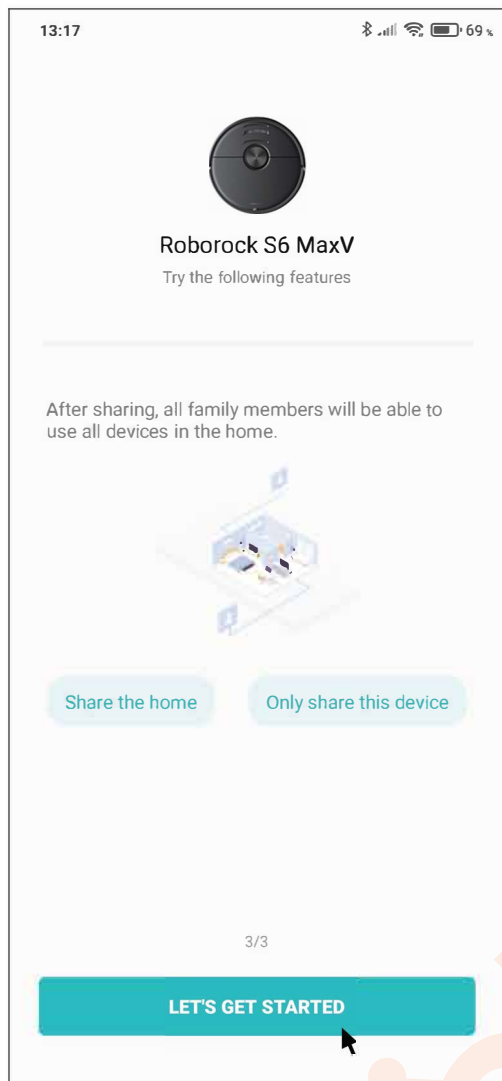 13:17
69 %
Roborock S6 MaxV
Try the following features
After sharing, all family members will be able to
use all devices in the home.
Share the home
Only share this device
3/3
LET'S GET STARTED